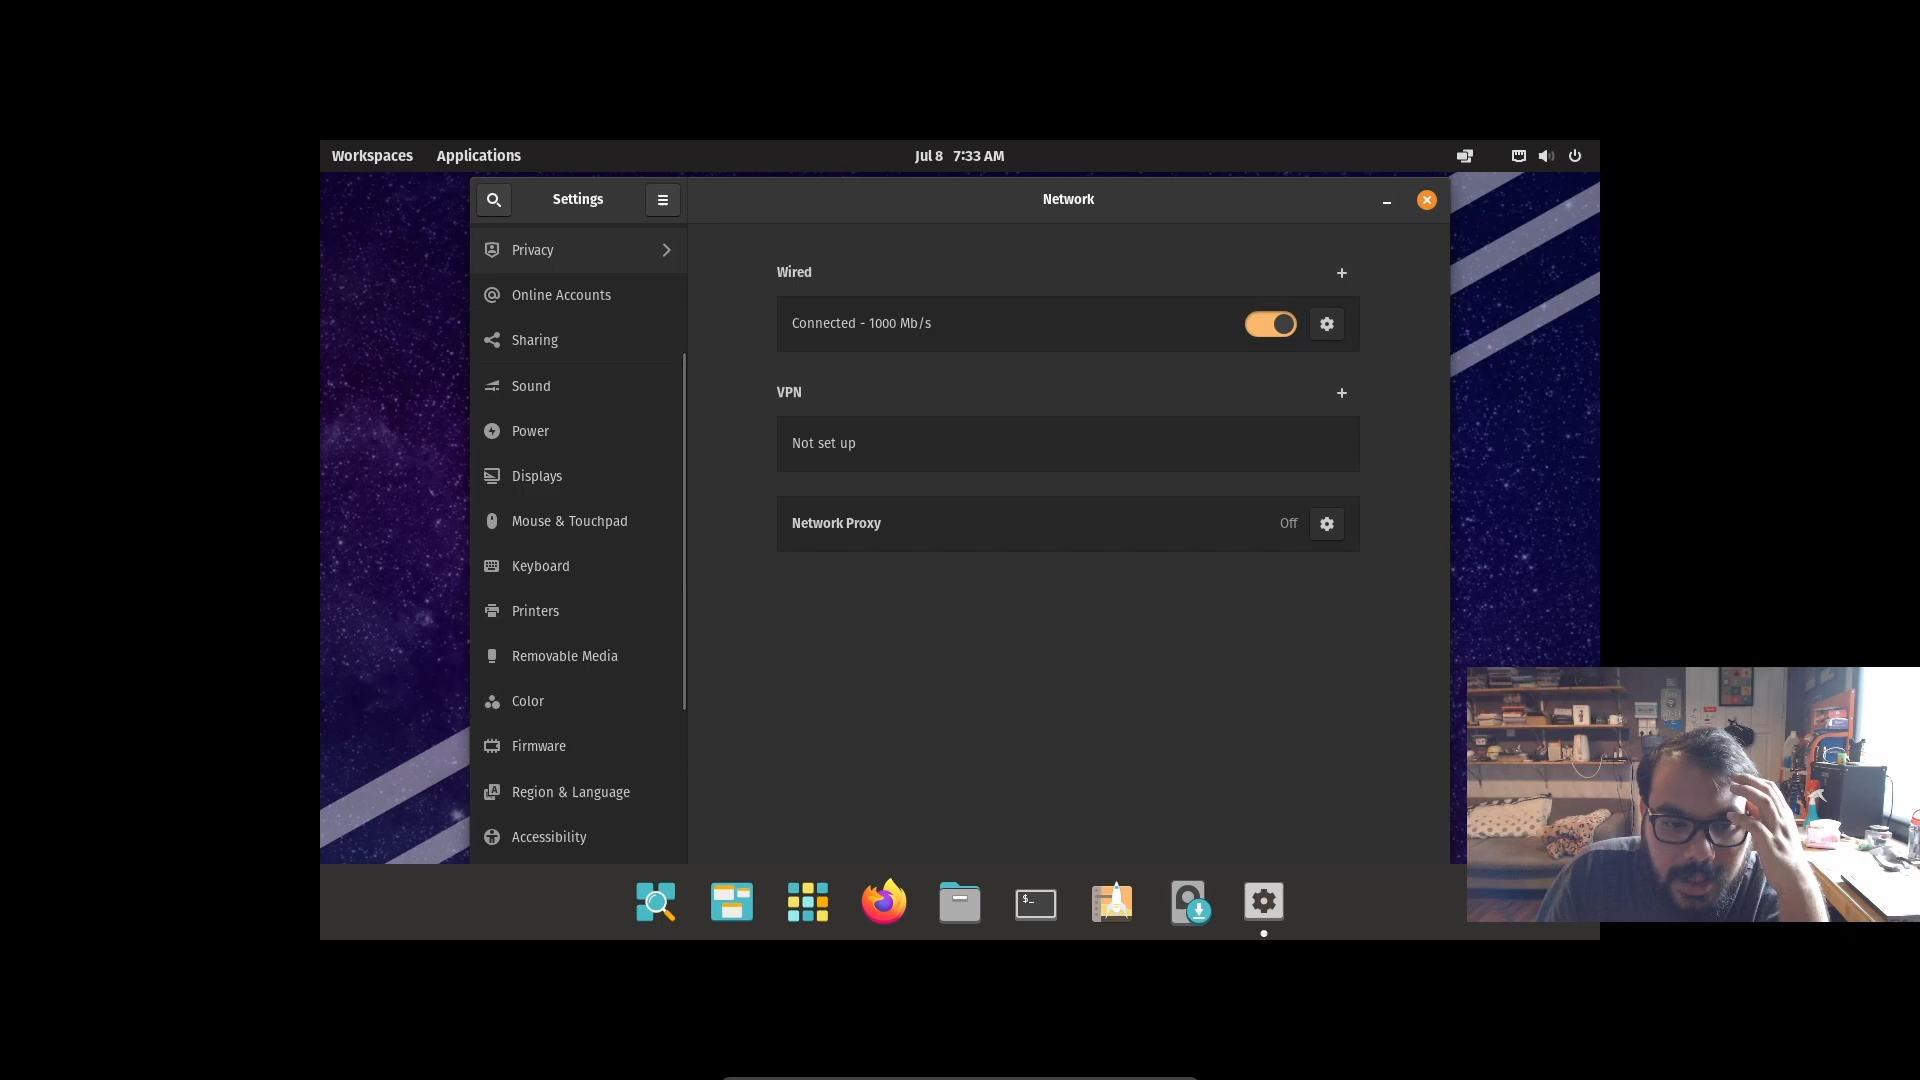 Workspaces Applications Jul 8 7:33 AM
Settings
Network
Privacy
Online Accounts
Sharing
Sound
Power
Displays
Mouse & Touchpad
Keyboard
Printers
Removable Media
Color
Firmware
Region & Language
Accessibility
Wired
Connected - 1000 Mb/s
VPN
Not set up
Network Proxy Off
$_